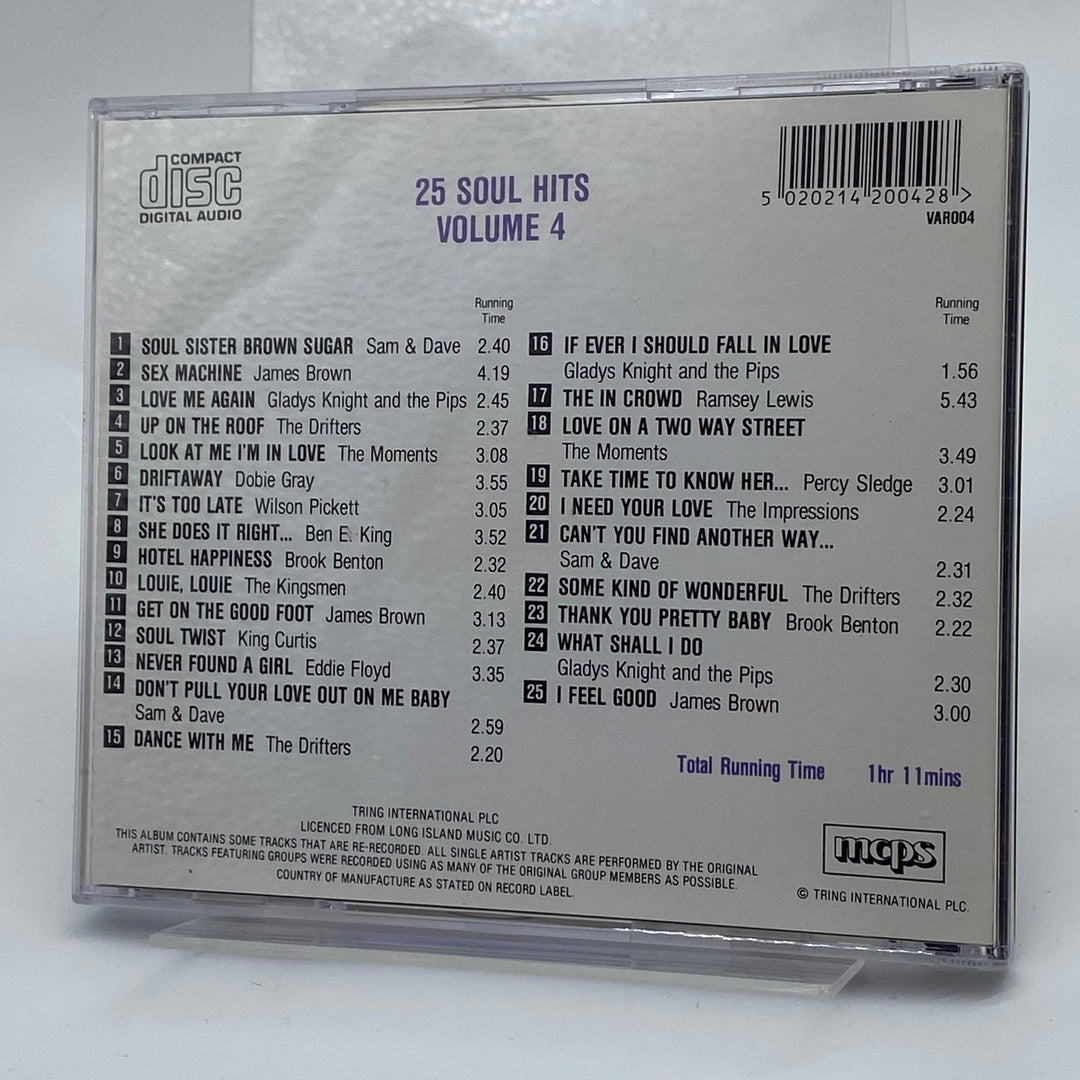 COMPACT
disc
DIGITAL AUDIO
25 SOUL HITS
VOLUME 4
5 020214 200428 >
VAR004
Running
Time
1 SOUL SISTER BROWN SUGAR Sam & Dave 2.40
2 SEX MACHINE James Brown 4.19
3 LOVE ME AGAIN Gladys Knight and the Pips 2.45
4 UP ON THE ROOF The Drifters 2.37
5 LOOK AT ME I'M IN LOVE The Moments 3.08
6 DRIFTAWAY Dobie Gray 3.55
7 IT'S TOO LATE Wilson Pickett 3.05
8 SHE DOES IT RIGHT... Ben E. King 3.52
9 HOTEL HAPPINESS Brook Benton 2.32
10 LOUIE, LOUIE The Kingsmen 2.40
11 GET ON THE GOOD FOOT James Brown 3.13
12 SOUL TWIST King Curtis 2.37
13 NEVER FOUND A GIRL Eddie Floyd 3.35
14 DON'T PULL YOUR LOVE OUT ON ME BABY
Sam & Dave 2.59
15 DANCE WITH ME The Drifters 2.20
Running
Time
16 IF EVER I SHOULD FALL IN LOVE
Gladys Knight and the Pips 1.56
17 THE IN CROWD Ramsey Lewis 5.43
18 LOVE ON A TWO WAY STREET
The Moments 3.49
19 TAKE TIME TO KNOW HER... Percy Sledge 3.01
20 I NEED YOUR LOVE The Impressions 2.24
21 CAN'T YOU FIND ANOTHER WAY...
Sam & Dave 2.31
22 SOME KIND OF WONDERFUL The Drifters 2.32
23 THANK YOU PRETTY BABY Brook Benton 2.22
24 WHAT SHALL I DO
Gladys Knight and the Pips 2.30
25 I FEEL GOOD James Brown 3.00
Total Running Time 1hr 11mins
TRING INTERNATIONAL PLC
LICENCED FROM LONG ISLAND MUSIC CO. LTD.
THIS ALBUM CONTAINS SOME TRACKS THAT ARE RE-RECORDED. ALL SINGLE ARTIST TRACKS ARE PERFORMED BY THE ORIGINAL
ARTIST. TRACKS FEATURING GROUPS WERE RECORDED USING AS MANY OF THE ORIGINAL GROUP MEMBERS AS POSSIBLE.
COUNTRY OF MANUFACTURE AS STATED ON RECORD LABEL.
mcps
© TRING INTERNATIONAL PLC.